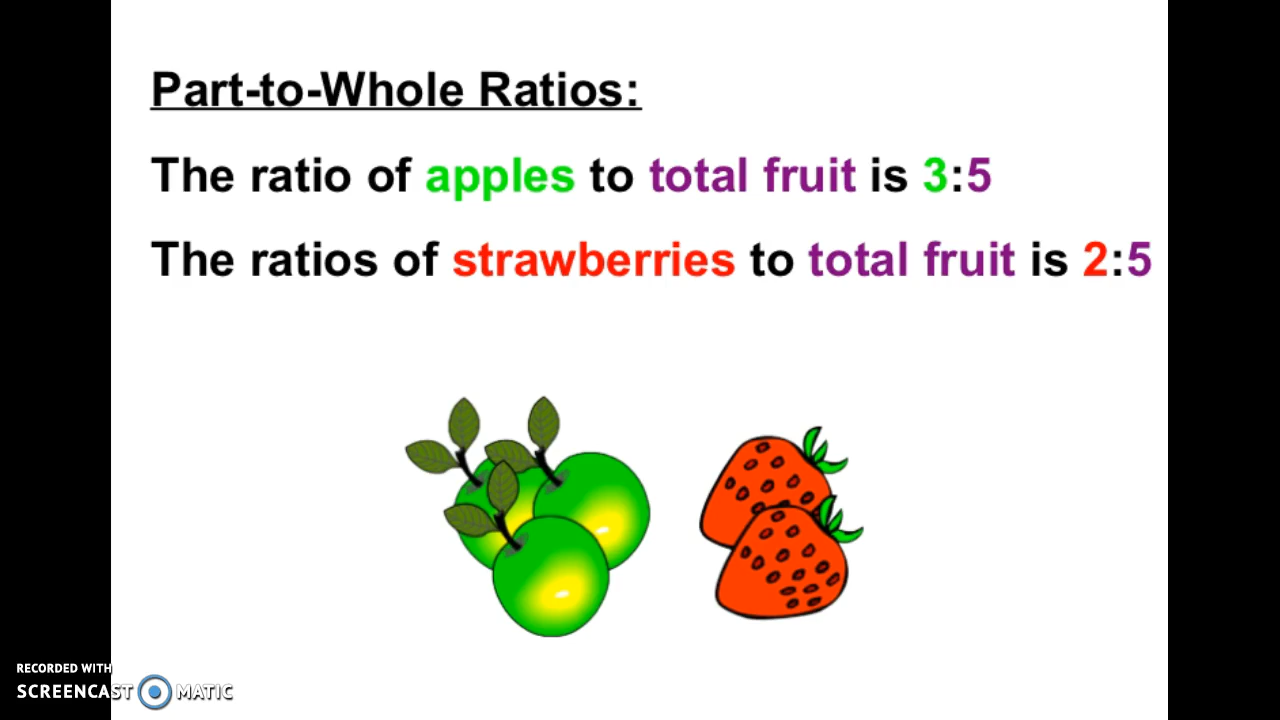 Part-to-Whole Ratios:
The ratio of apples to total fruit is 3:5
The ratios of strawberries to total fruit is 2:5
RECORDED WITH
SCREENCAST MATIC